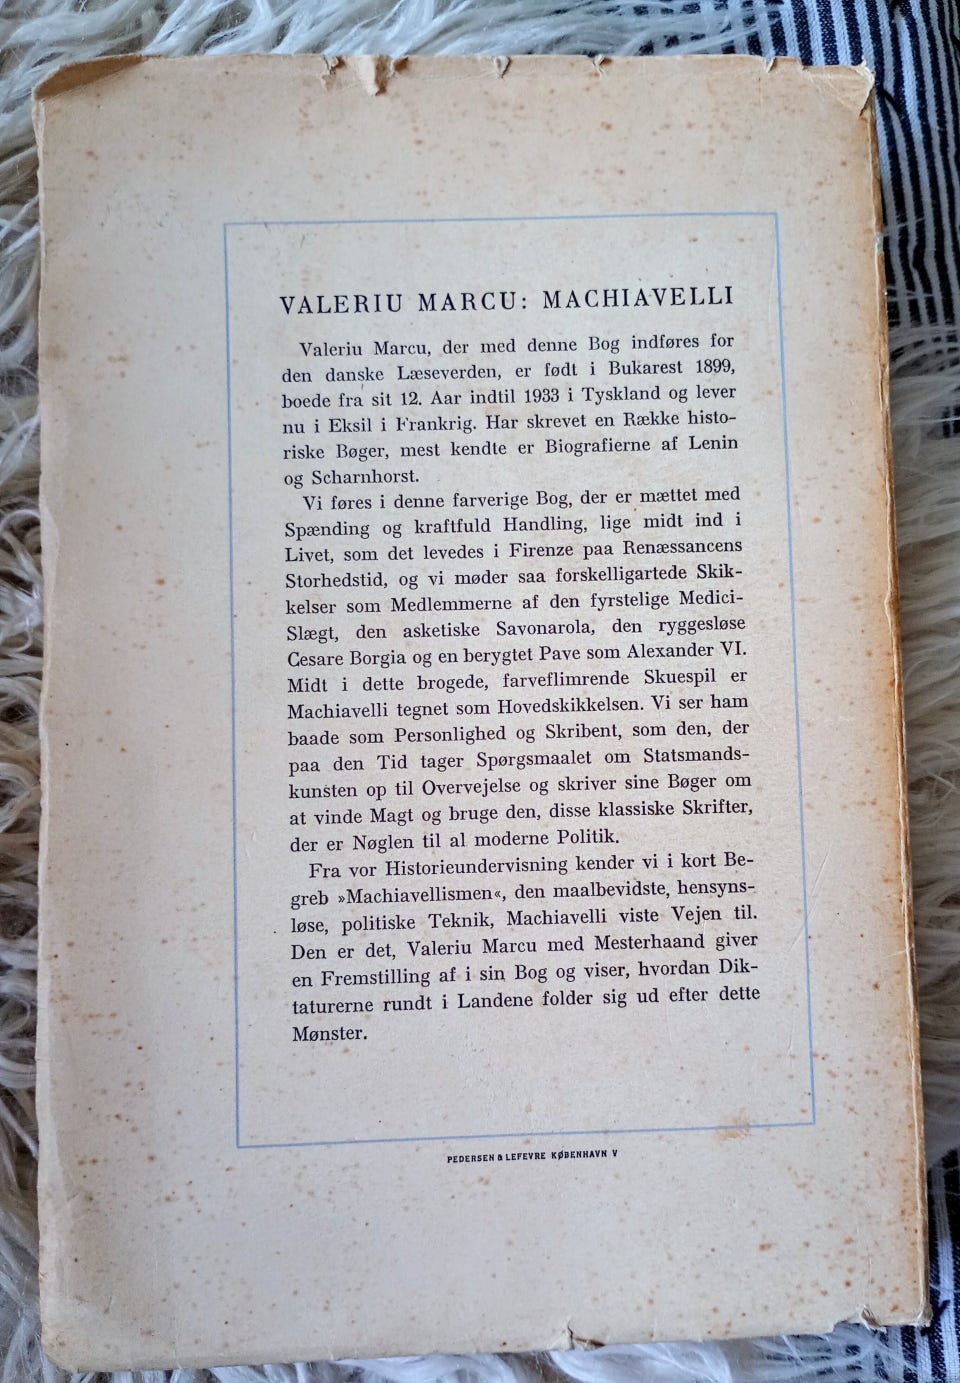 VALERIU MARCU: MACHIAVELLI
Valeriu Marcu, der med denne Bog indføres for
den danske Læseverden, er født i Bukarest 1899,
boede fra sit 12. Aar indtil 1933 i Tyskland og lever
nu i Eksil i Frankrig. Har skrevet en Række histo-
riske Bøger, mest kendte er Biografierne af Lenin
og Scharnhorst.
Vi føres i denne farverige Bog, der er mættet med
Spænding og kraftfuld Handling, lige midt ind i
Livet, som det levedes i Firenze paa Renæssancens
Storhedstid, og vi møder saa forskelligartede Skik-
kelser som Medlemmerne af den fyrstelige Medici-
Slægt, den asketiske Savonarola, den ryggesløse
Cesare Borgia og en berygtet Pave som Alexander VI.
Midt i dette brogede, farveflimrende Skuespil er
Machiavelli tegnet som Hovedskikkelsen. Vi ser ham
baade som Personlighed og Skribent, som den, der
paa den Tid tager Spørgsmaalet om Statsmands-
kunsten op til Overvejelse og skriver sine Bøger om
at vinde Magt og bruge den, disse klassiske Skrifter,
der er Nøglen til al moderne Politik.
Fra vor Historieundervisning kender vi i kort Be-
greb »Machiavellismen«, den maalbevidste, hensyns-
løse, politiske Teknik, Machiavelli viste Vejen til.
Den er det, Valeriu Marcu med Mesterhaand giver
en Fremstilling af i sin Bog og viser, hvordan Dik-
taturerne rundt i Landene folder sig ud efter dette
Mønster.
PEDERSEN & LEFEVRE KØBENHAVN V